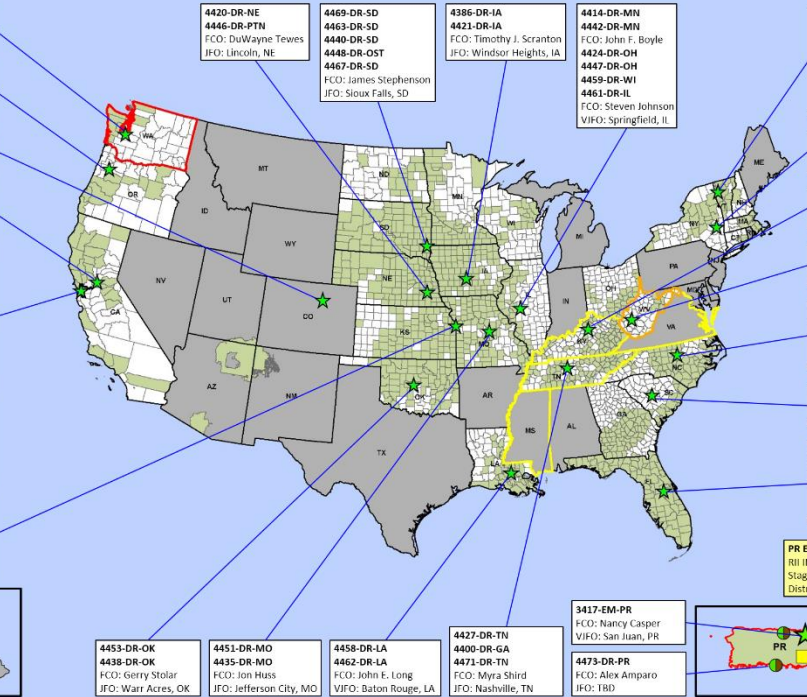 4420-DR-NE
4446-DR-PTN
FCO: DuWayne Tewes
JFO: Lincoln, NE
4469-DR-SD
4463-DR-SD
4440-DR-SD
4448-DR-OST
4467-DR-SD
FCO: James Stephenson
JFO: Sioux Falls, SD
4386-DR-IA
4421-DR-IA
FCO: Timothy J. Scranton
JFO: Windsor Heights, IA
4414-DR-MN
4442-DR-MN
FCO: John F. Boyle
4424-DR-OH
4447-DR-OH
4459-DR-WI
4461-DR-IL
FCO: Steven Johnson
VJFO: Springfield, IL
WA
MT
ND
MN
ME
OR
ID
WY
SD
WI
MI
NY
NH
MA
CT
NV
UT
CO
NE
IA
IN
OH
PA
NJ
MD
CA
KS
MO
KY
WV
VA
AZ
NM
OK
AR
TN
NC
SC
TX
LA
MS
AL
GA
FL
PR E
RII I
Stag
Distr
3417-EM-PR
FCO: Nancy Casper
VJFO: San Juan, PR
4473-DR-PR
FCO: Alex Amparo
JFO: TBD
PR
4453-DR-OK
4438-DR-OK
FCO: Gerry Stolar
JFO: Warr Acres, OK
4451-DR-MO
4435-DR-MO
FCO: Jon Huss
JFO: Jefferson City, MO
4458-DR-LA
4462-DR-LA
FCO: John E. Long
VJFO: Baton Rouge, LA
4427-DR-TN
4400-DR-GA
4471-DR-TN
FCO: Myra Shird
JFO: Nashville, TN